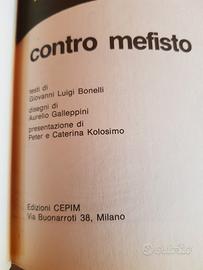 contro mefisto
testi di
Giovanni Luigi Bonelli
disegni di
Aurelio Galleppini
presentazione di
Peter e Caterina Kolosimo
Edizioni CEPIM
Via Buonarroti 38, Milano
subito